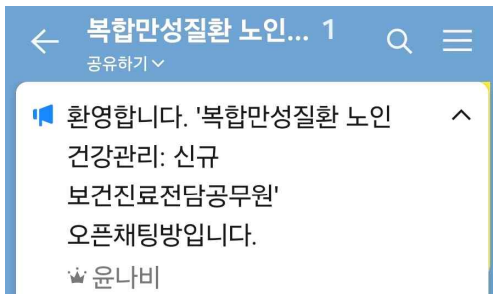 복합만성질환 노인... 1
공유하기
환영합니다. '복합만성질환 노인
건강관리: 신규
보건진료전담공무원'
오픈채팅방입니다.
윤나비